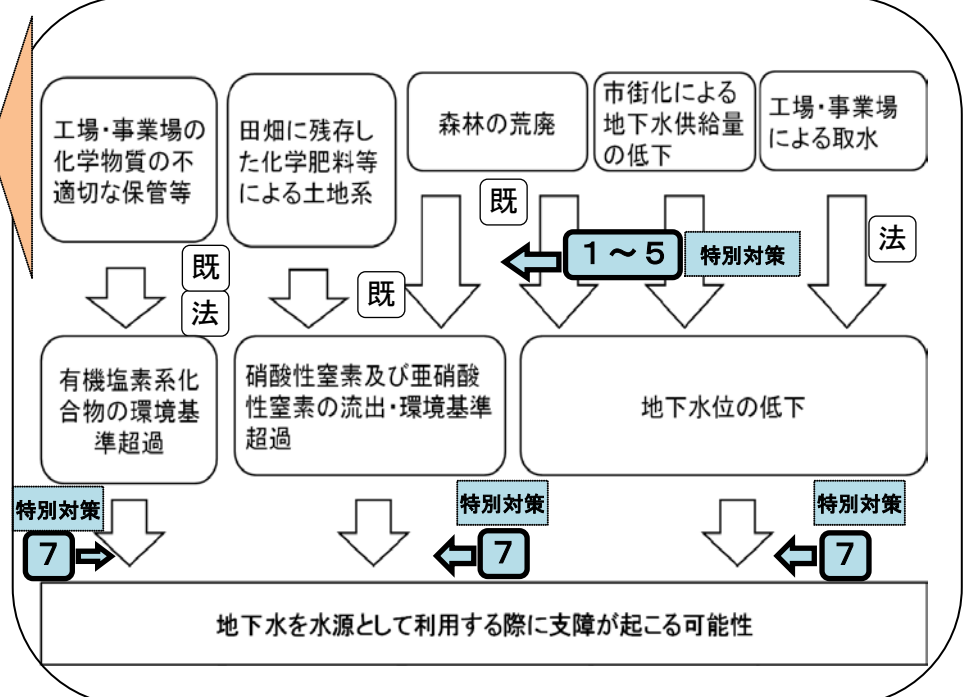 工場・事業場の
化学物質の不
適切な保管等
田畑に残存し
た化学肥料等
による土地系
森林の荒廃
市街化による
地下水供給量
の低下
工場・事業場
による取水
既
法
既
既
1～5
特別対策
法
有機塩素系化
合物の環境基
準超過
硝酸性窒素及び亜硝酸
性窒素の流出・環境基準
超過
地下水位の低下
特別対策
7
特別対策
7
特別対策
7
地下水を水源として利用する際に支障が起こる可能性